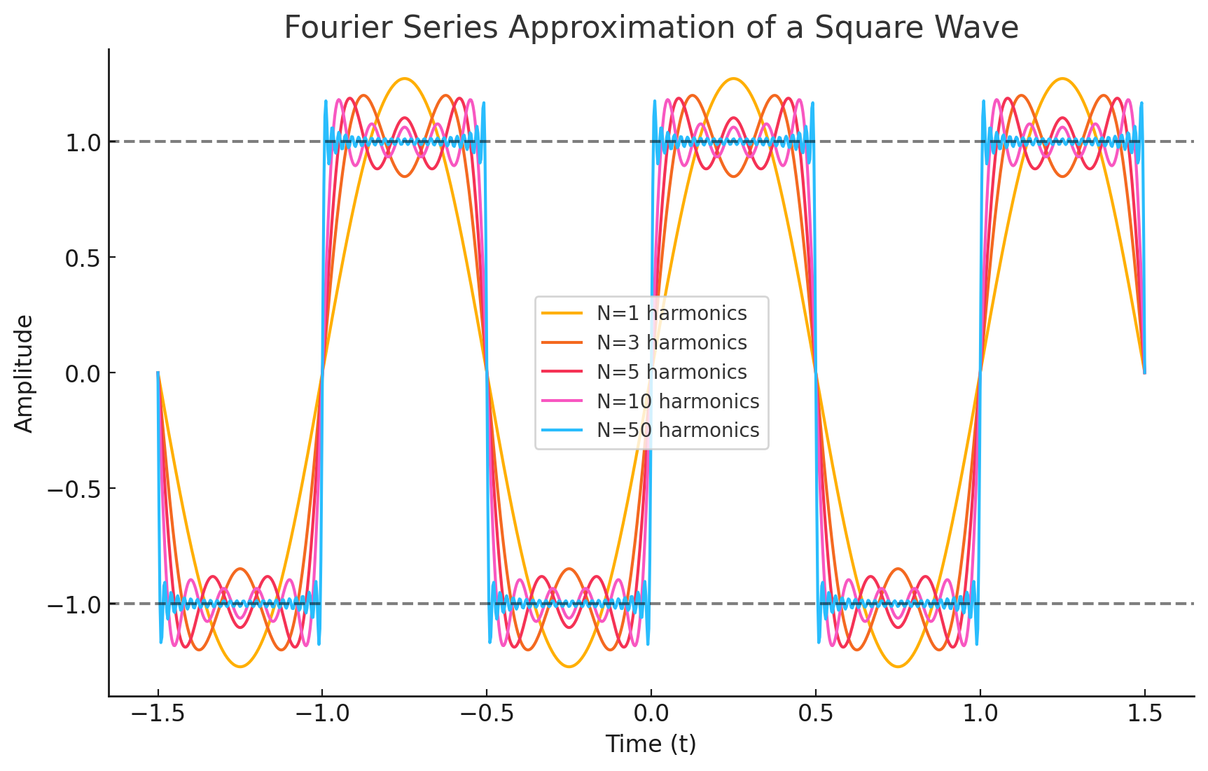 Fourier Series Approximation of a Square Wave
1.0
0.5
0.0
−0.5
−1.0
Amplitude
N=1 harmonics
N=3 harmonics
N=5 harmonics
N=10 harmonics
N=50 harmonics
−1.5
−1.0
−0.5
0.0
0.5
1.0
1.5
Time (t)